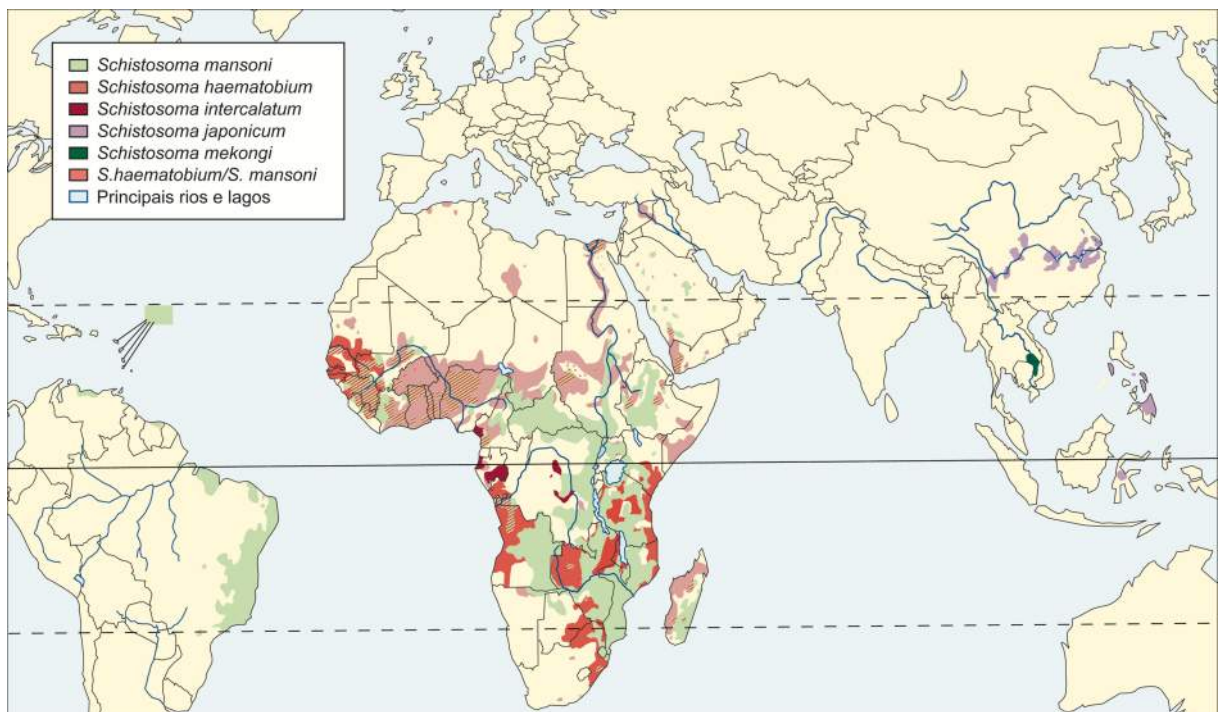 Schistosoma mansoni
Schistosoma haematobium
Schistosoma intercalatum
Schistosoma japonicum
Schistosoma mekongi
S.haematobium/S. mansoni
Principais rios e lagos